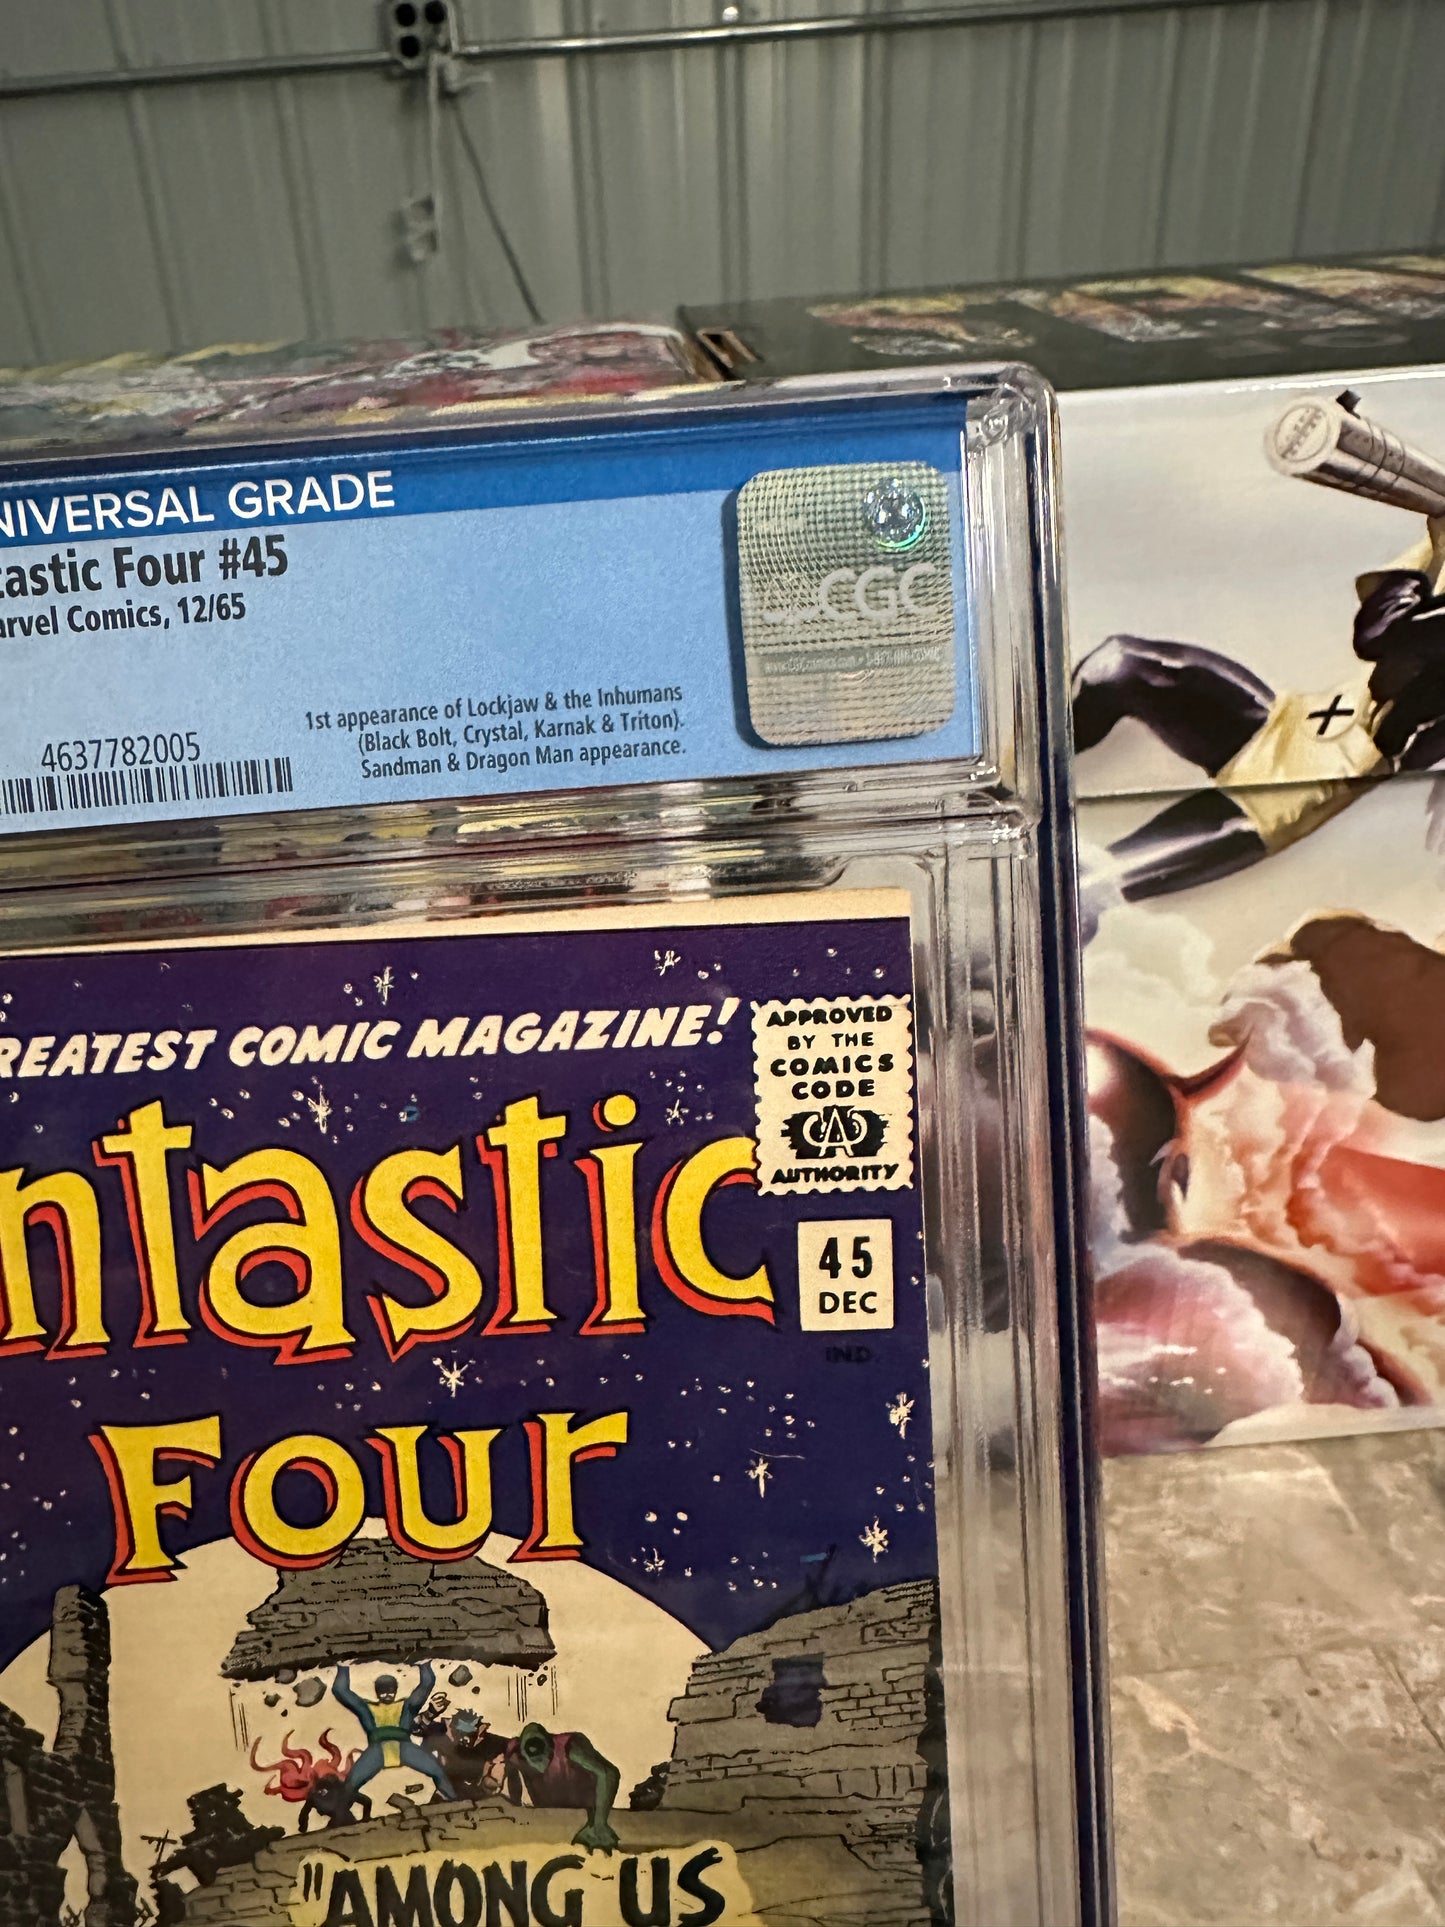 NIVERSAL GRADE
tastic Four #45
arvel Comics, 12/65
1st appearance of Lockjaw & the Inhumans
(Black Bolt, Crystal, Karnak & Triton).
Sandman & Dragon Man appearance.
4637782005
CGC
REATEST COMIC MAGAZINE!
ntastic
Four
APPROVED
BY THE
COMICS
CODE
A
AUTHORITY
45
DEC
IND.
"AMONG US